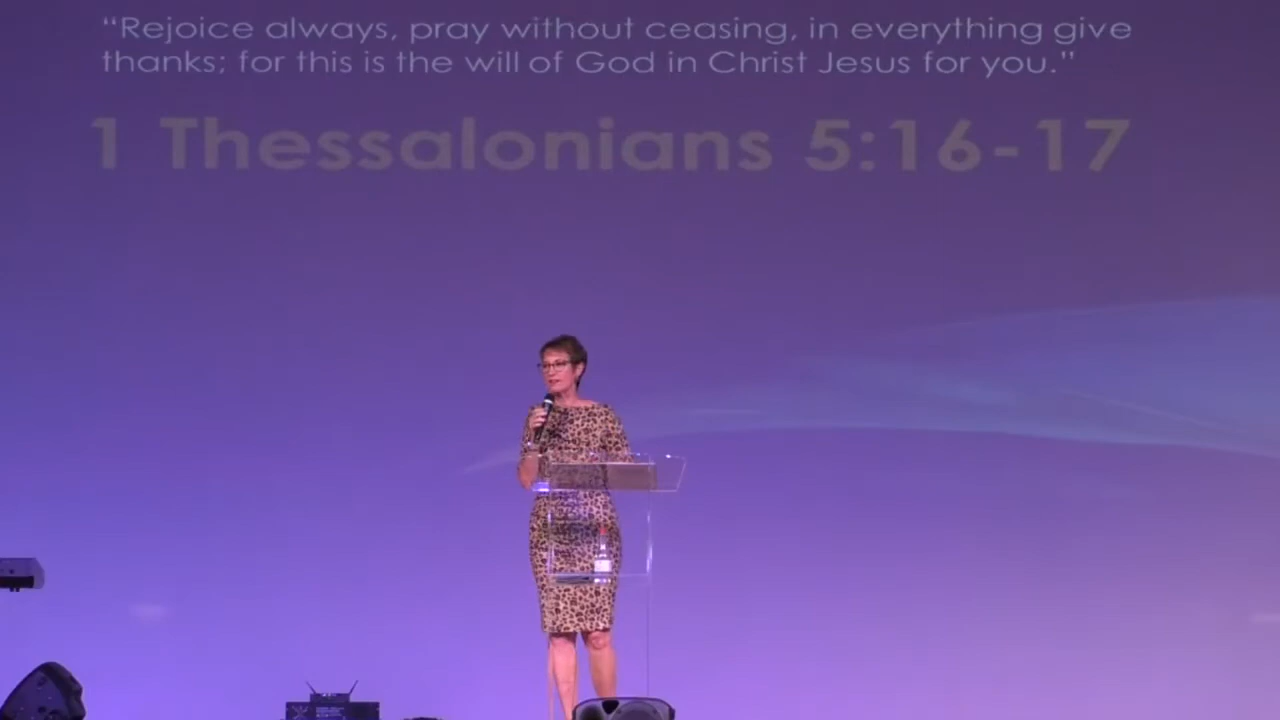 “Rejoice always, pray without ceasing, in everything give
thanks; for this is the will of God in Christ Jesus for you.”
1 Thessalonians 5:16-17